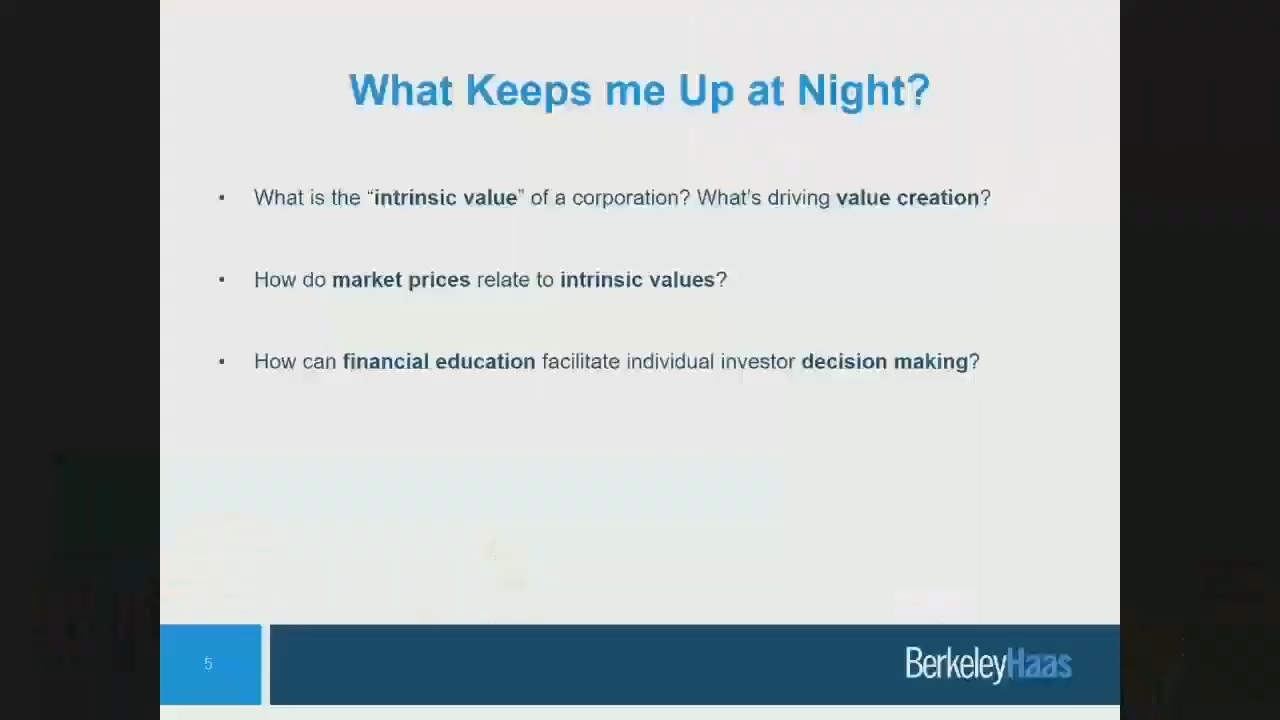 What Keeps me Up at Night?
• What is the “intrinsic value” of a corporation? What’s driving value creation?
• How do market prices relate to intrinsic values?
• How can financial education facilitate individual investor decision making?
5
BerkeleyHaas